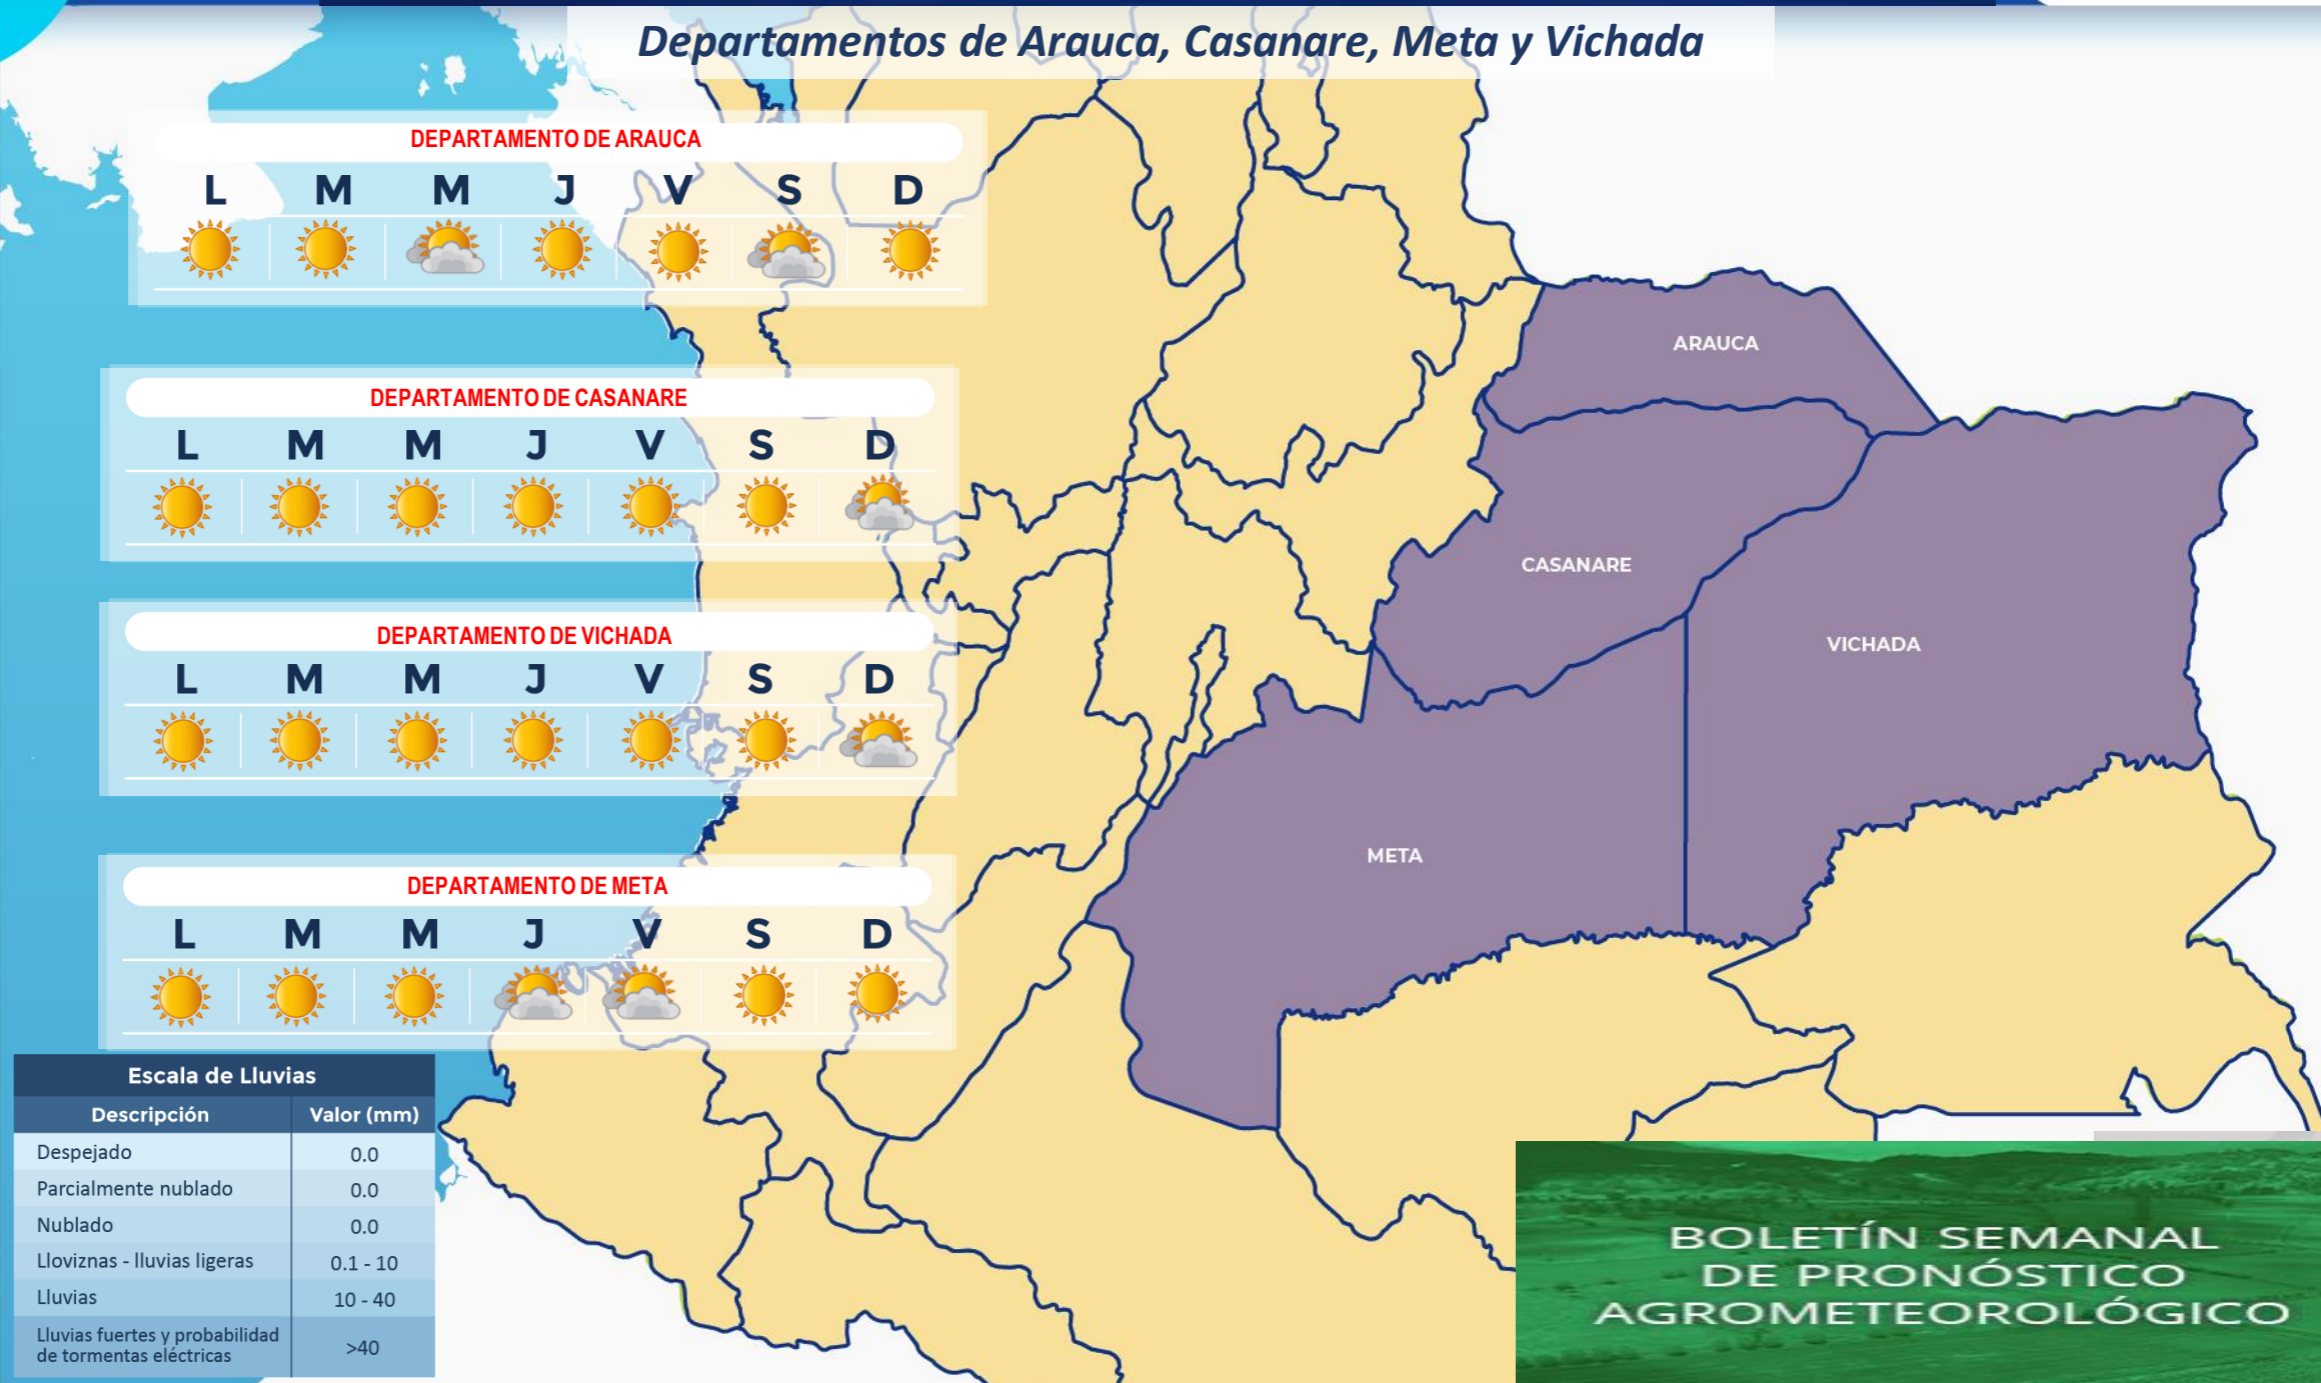 Departamentos de Arauca, Casanare, Meta y Vichada
DEPARTAMENTO DE ARAUCA
L M M J V S D
DEPARTAMENTO DE CASANARE
L M M J V S D
DEPARTAMENTO DE VICHADA
L M M J V S D
DEPARTAMENTO DE META
L M M J V S D
ARAUCA
CASANARE
VICHADA
META
Escala de Lluvias
Descripción Valor (mm)
Despejado 0.0
Parcialmente nublado 0.0
Nublado 0.0
Lloviznas - lluvias ligeras 0.1 - 10
Lluvias 10 - 40
Lluvias fuertes y probabilidad
de tormentas eléctricas >40
BOLETÍN SEMANAL
DE PRONÓSTICO
AGROMETEOROLÓGICO